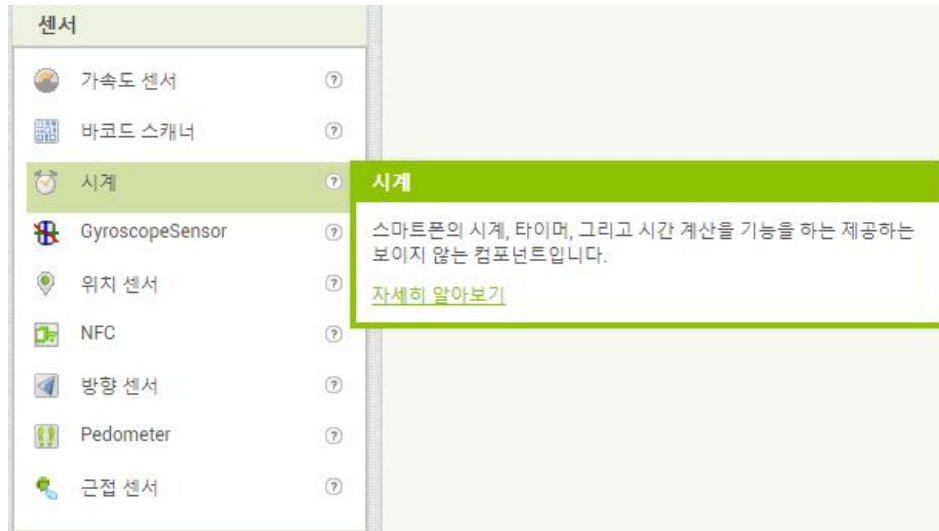 센서
가속도 센서
바코드 스캐너
시계
GyroscopeSensor
위치 센서
NFC
방향 센서
Pedometer
근접 센서
시계
스마트폰의 시계, 타이머, 그리고 시간 계산을 기능을 하는 제공하는
보이지 않는 컴포넌트입니다.
자세히 알아보기